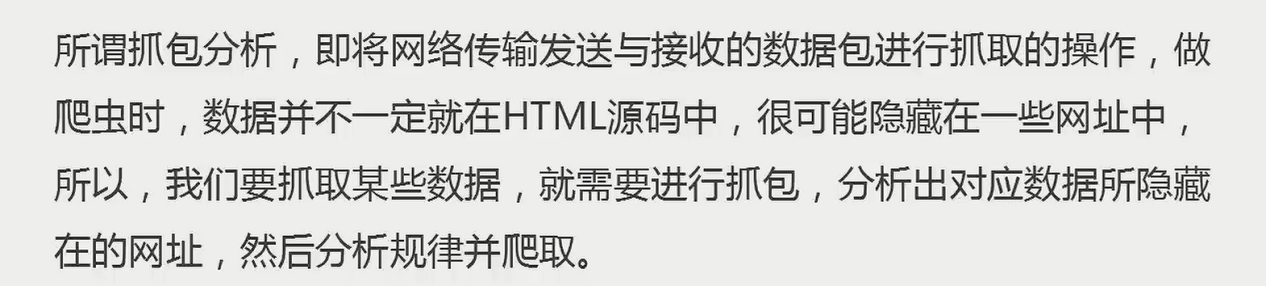 所谓抓包分析，即将网络传输发送与接收的数据包进行抓取的操作，做
爬虫时，数据并不一定就在HTML源码中，很可能隐藏在一些网址中，
所以，我们要抓取某些数据，就需要进行抓包，分析出对应数据所隐藏
在的网址，然后分析规律并爬取。